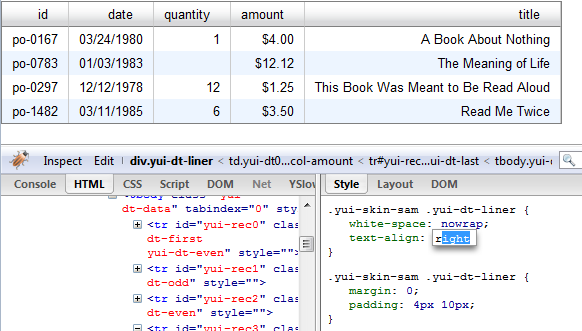 id date quantity amount title
po-0167 03/24/1980 1 $4.00 A Book About Nothing
po-0783 01/03/1983 $12.12 The Meaning of Life
po-0297 12/12/1978 12 $1.25 This Book Was Meant to Be Read Aloud
po-1482 03/11/1985 6 $3.50 Read Me Twice
Inspect Edit | div.yui-dt-liner < td.yui-dt0...col-amount < tr#yui-rec...ui-dt-last < tbody.yui-
Console HTML CSS Script DOM Net YSlow
dt-data" tabindex="0" sty
<tr id="yui-rec0" clas
dt-first
yui-dt-even" style="">
<tr id="yui-rec1" clas
dt-odd" style="">
<tr id="yui-rec2" clas
dt-even" style="">
<tr id="yui-rec3" clas
Style Layout DOM
.yui-skin-sam .yui-dt-liner {
white-space: nowrap;
text-align: right
}
.yui-skin-sam .yui-dt-liner {
margin: 0;
padding: 4px 10px;
}